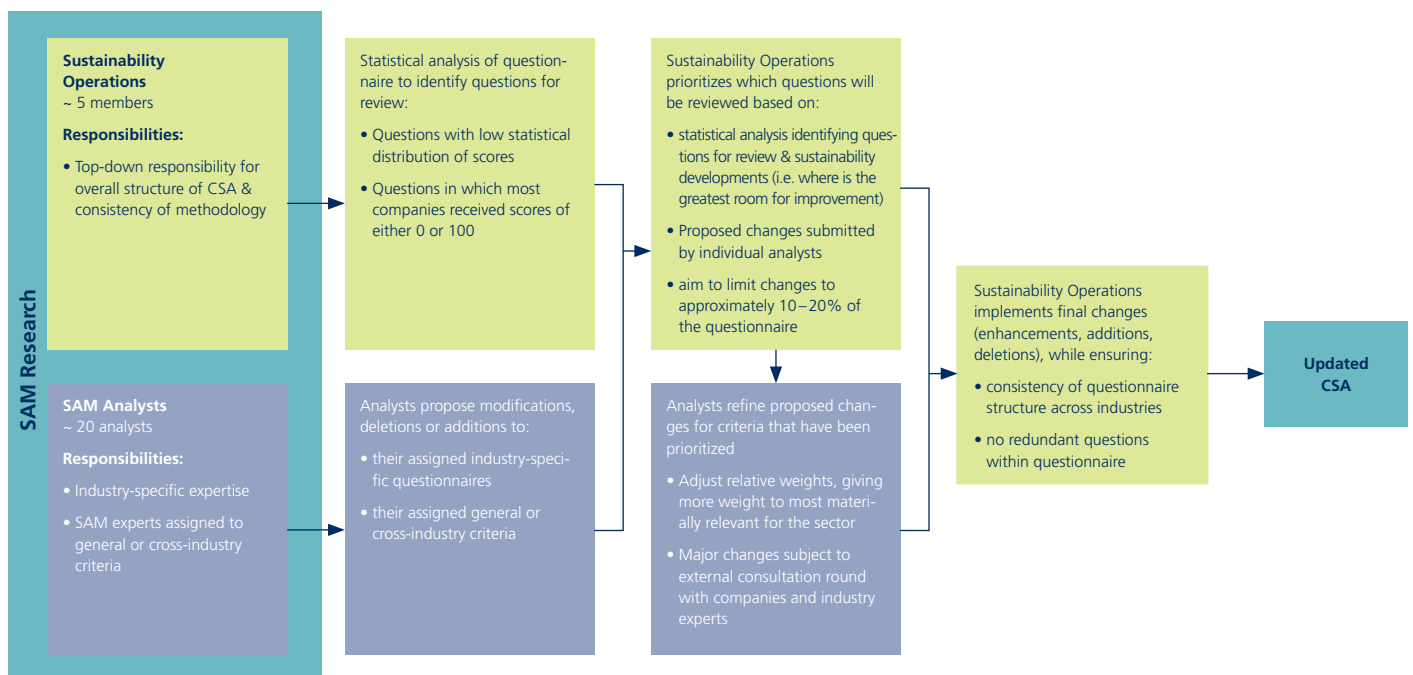 SAM Research
Sustainability
Operations
~ 5 members
Responsibilities:
• Top-down responsibility for
overall structure of CSA &
consistency of methodology
SAM Analysts
~ 20 analysts
Responsibilities:
• Industry-specific expertise
• SAM experts assigned to
general or cross-industry
criteria
Statistical analysis of question-
naire to identify questions for
review:
• Questions with low statistical
distribution of scores
• Questions in which most
companies received scores of
either 0 or 100
Analysts propose modifications,
deletions or additions to:
• their assigned industry-speci-
fic questionnaires
• their assigned general or
cross-industry criteria
Sustainability Operations
prioritizes which questions will
be reviewed based on:
• statistical analysis identifying ques-
tions for review & sustainability
developments (i.e. where is the
greatest room for improvement)
• Proposed changes submitted
by individual analysts
• aim to limit changes to
approximately 10–20% of
the questionnaire
Analysts refine proposed chan-
ges for criteria that have been
prioritized
• Adjust relative weights, giving
more weight to most materi-
ally relevant for the sector
• Major changes subject to
external consultation round
with companies and industry
experts
Sustainability Operations
implements final changes
(enhancements, additions,
deletions), while ensuring:
• consistency of questionnaire
structure across industries
• no redundant questions
within questionnaire
Updated
CSA